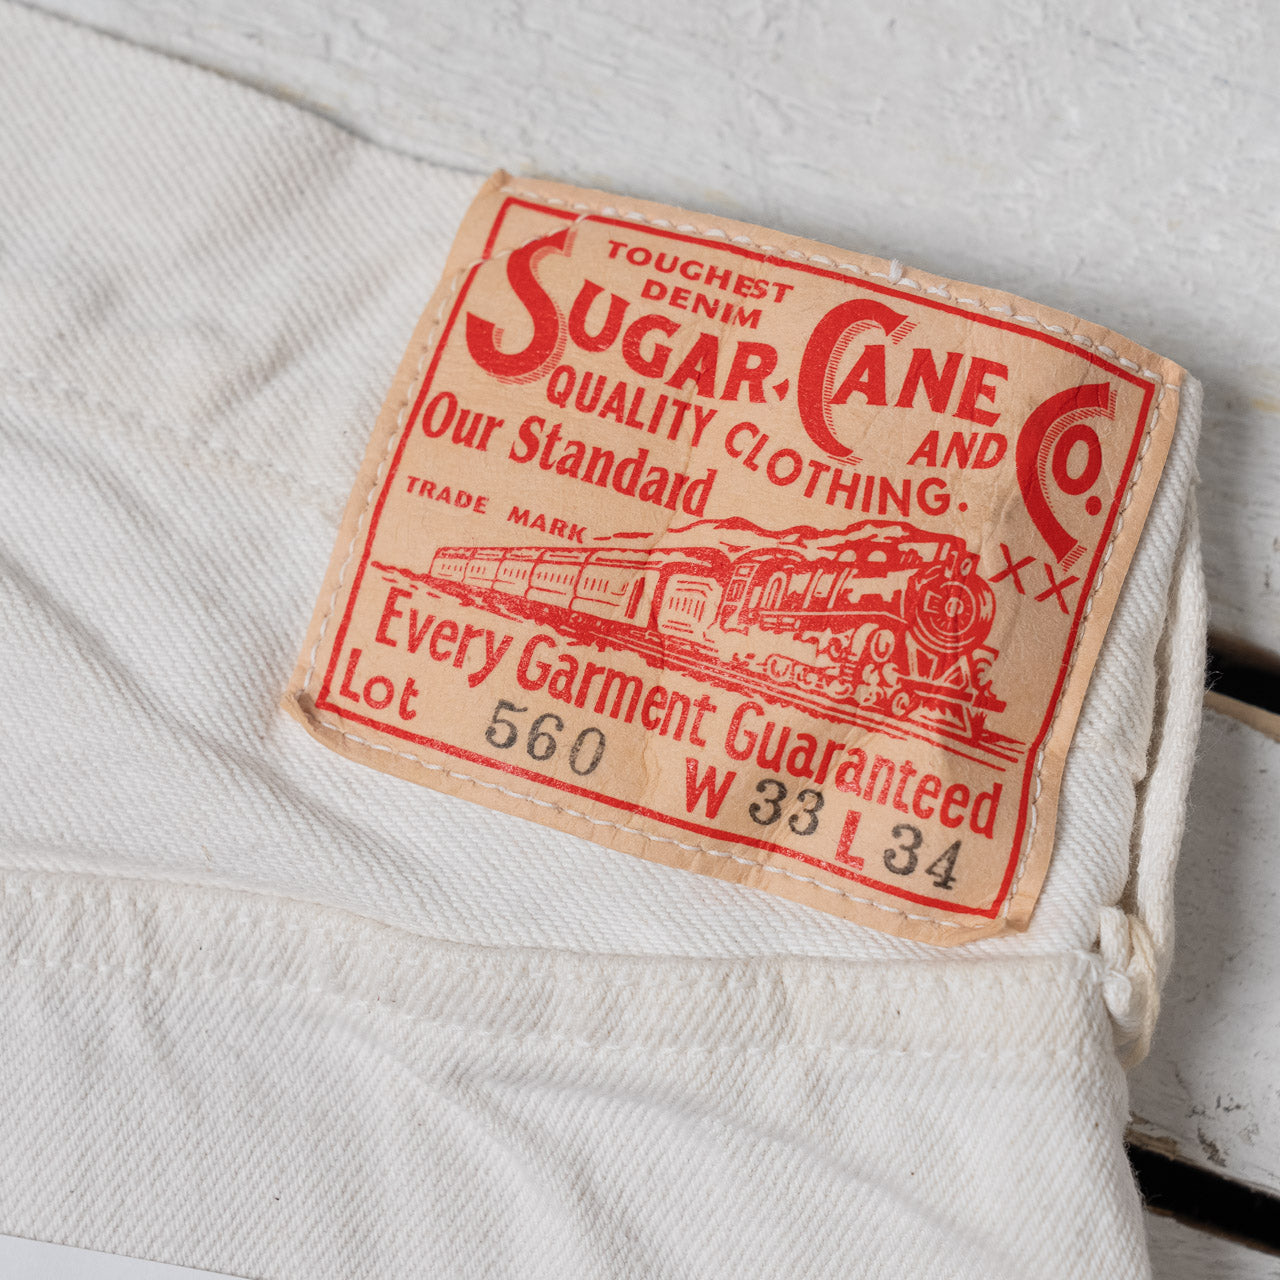 TOUGHEST
DENIM
SUGAR CANE AND CO.
QUALITY CLOTHING.
Our Standard
TRADE MARK
XX
Every Garment Guaranteed
Lot 560 W 33 L 34